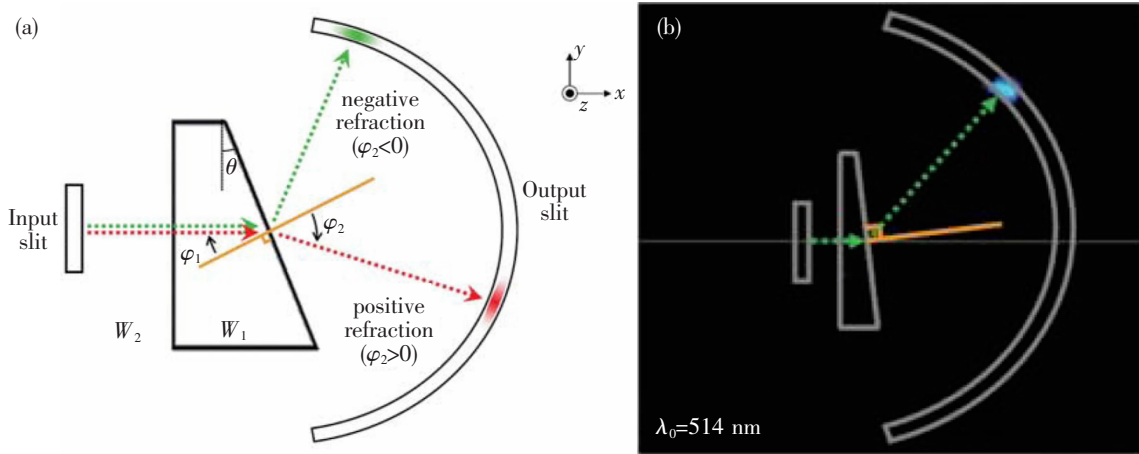 (a)
y
x
z
negative
refraction
(φ₂<0)
θ
Input
slit
Output
slit
φ₂
φ₁
positive
refraction
(φ₂>0)
W₂
W₁
(b)
λ₀=514 nm